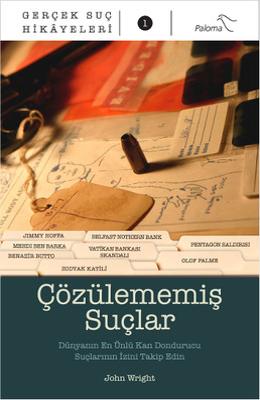 GERÇEK SUÇ
HİKÂYELERİ
1
Paloma
EVIDEN
JIMMY HOFFA
BELFAST NOTHERN BANK
MEHDI BEN BARKA
VATİKAN BANKASI
SKANDALI
PENTAGON SALDIRISI
BENAZİR BUTTO
OLOF PALME
ZODYAK KATİLİ
Çözülememiş
Suçlar
Dünyanın En Ünlü Kan Dondurucu
Suçlarının İzini Takip Edin
John Wright